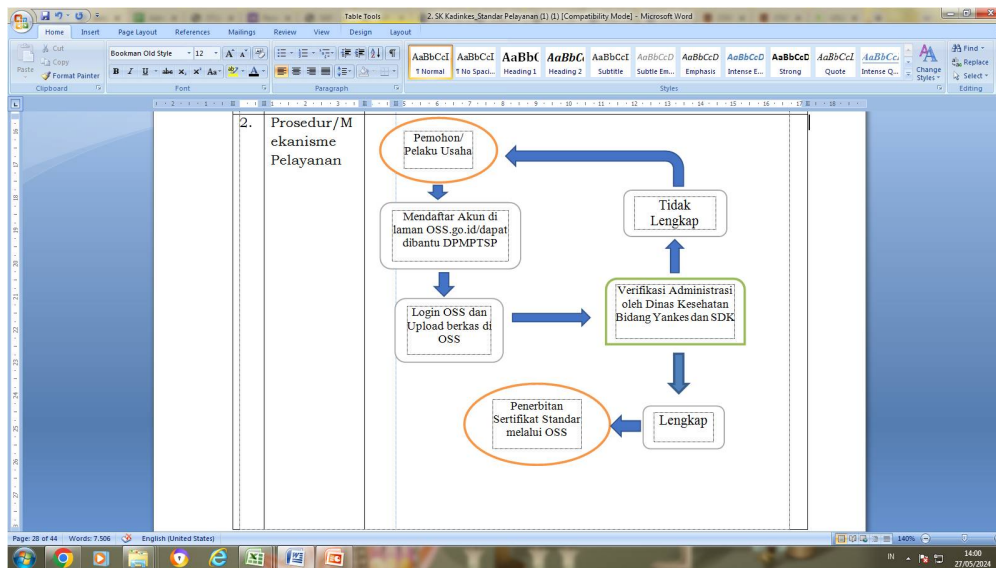 Table Tools
2. SK Kadinkes_Standar Pelayanan (1) (1) [Compatibility Mode] - Microsoft Word
Home Insert Page Layout References Mailings Review View Design Layout
Cut
Copy
Format Painter
Paste
Clipboard
Bookman Old Style 12
Font
Paragraph
AaBbCcI AaBbCcI AaBb( AaBbC AaBbCcI AaBbCcD AaBbCcD AaBbCcD AaBbCcD AaBbCcI AaBbCc
¶ Normal ¶ No Spaci... Heading 1 Heading 2 Subtitle Subtle Em... Emphasis Intense E... Strong Quote Intense Q...
Styles
Change
Styles
Find
Replace
Select
Editing
2. Prosedur/M
ekanisme
Pelayanan
Pemohon/
Pelaku Usaha
Mendaftar Akun di
laman OSS.go.id/dapat
dibantu DPMPTSP
Login OSS dan
Upload berkas di
OSS
Tidak
Lengkap
Verifikasi Administrasi
oleh Dinas Kesehatan
Bidang Yankes dan SDK
Lengkap
Penerbitan
Sertifikat Standar
melalui OSS
Page: 28 of 44 Words: 7.506 English (United States)
140%
IN
14:00
27/05/2024